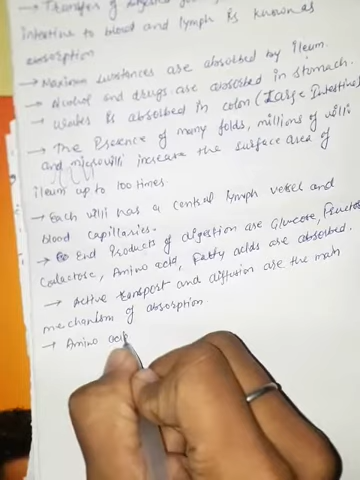 → Transfer of digested
intestine to blood and lymph is known as
absorption
→ Maximum substances are absorbed by ileum.
→ Alcohol and drugs are absorbed in stomach.
→ Water is absorbed in colon (Large Intestine)
→ The Presence of many folds, millions of villi
and microvilli increase the surface area of
ileum up to 100 times
→ Each villi has a central lymph vessel and
blood capillaries.
→ End Products of digestion are Glucose, Fructose
Galactose, Amino acid, Fatty acids are absorbed.
→ Active transport and diffution are the main
mechanism of absorption.
→ Amino acid